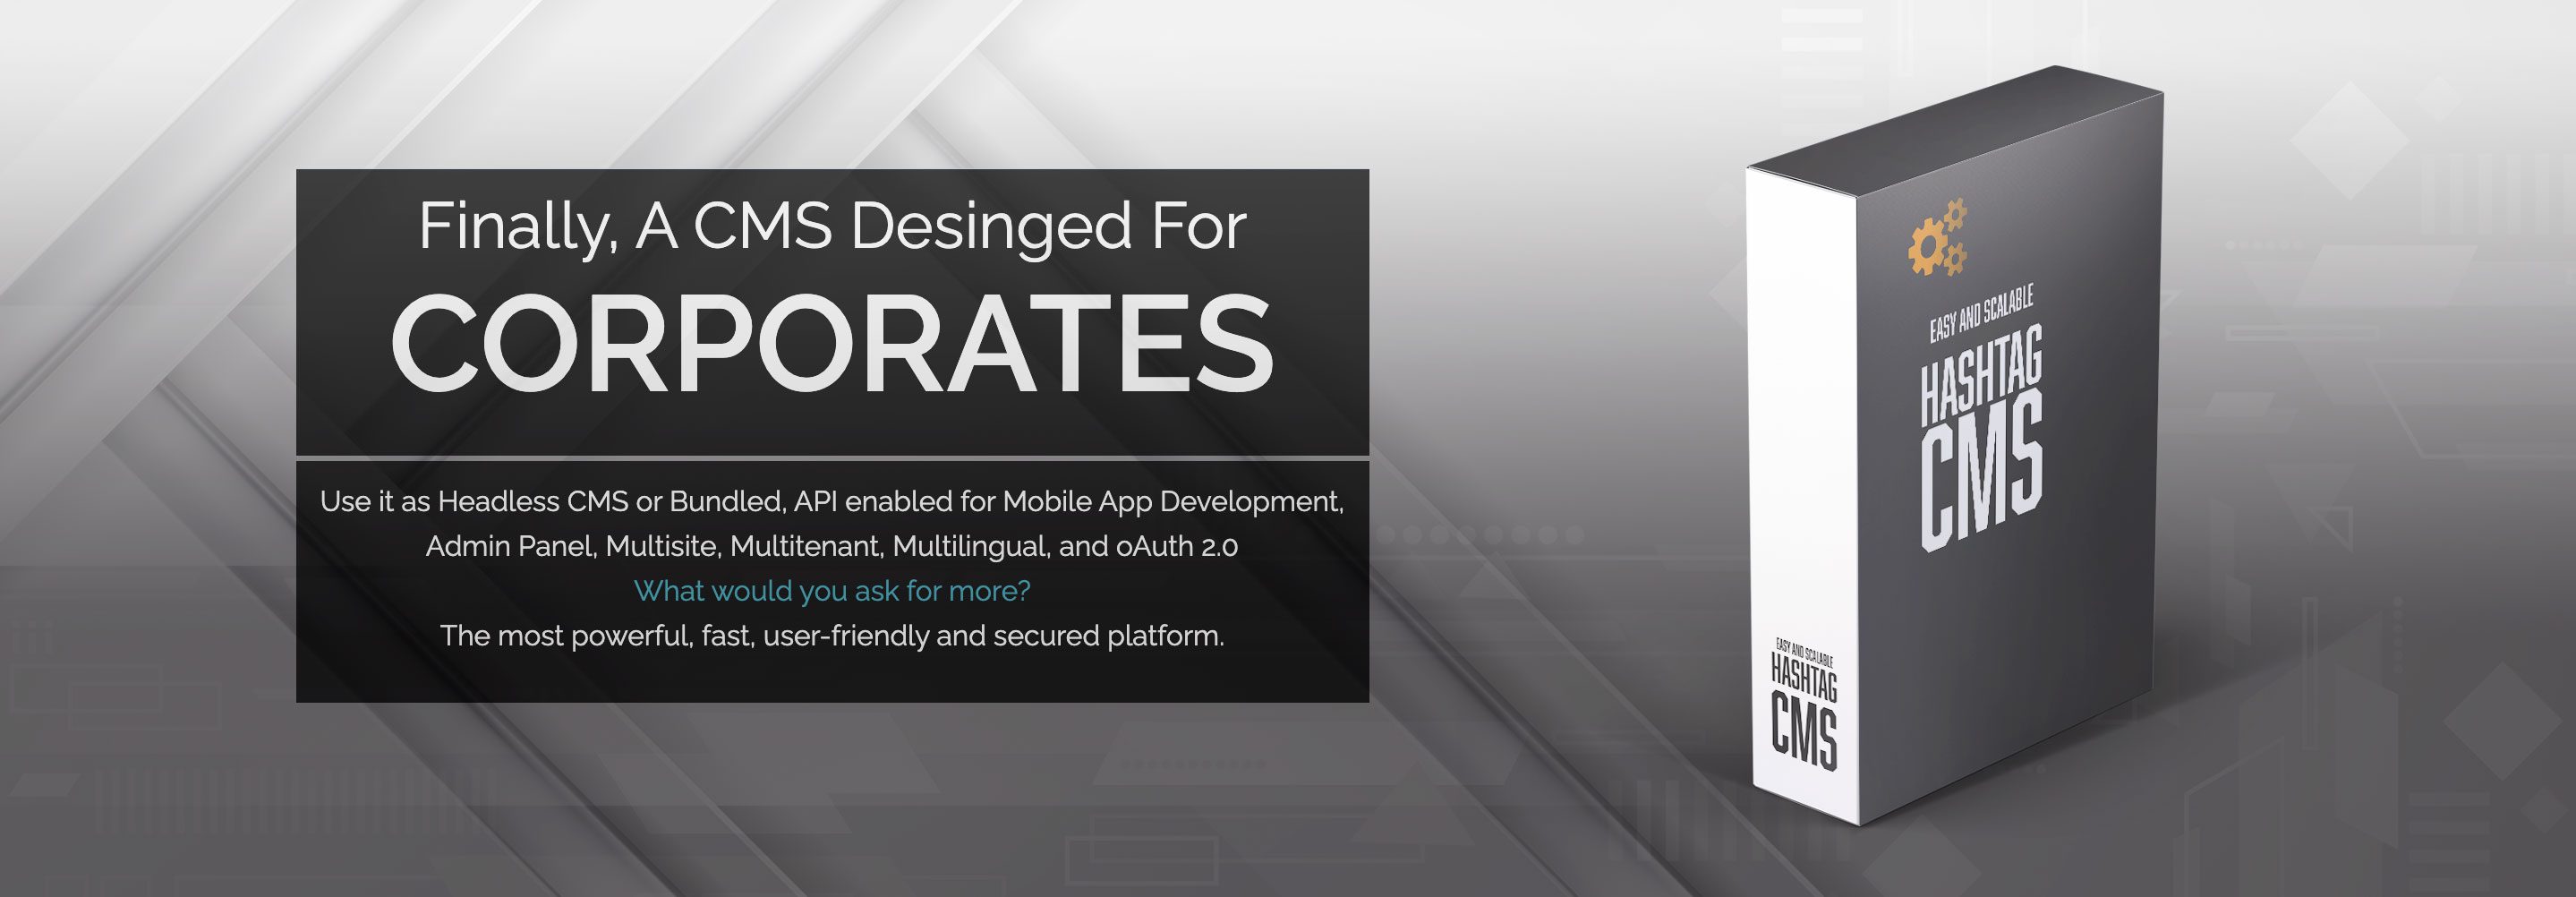 Finally, A CMS Desinged For
CORPORATES
Use it as Headless CMS or Bundled, API enabled for Mobile App Development,
Admin Panel, Multisite, Multitenant, Multilingual, and oAuth 2.0
What would you ask for more?
The most powerful, fast, user-friendly and secured platform.
EASY AND SCALABLE
HASHTAG
CMS
EASY AND SCALABLE
HASHTAG
CMS